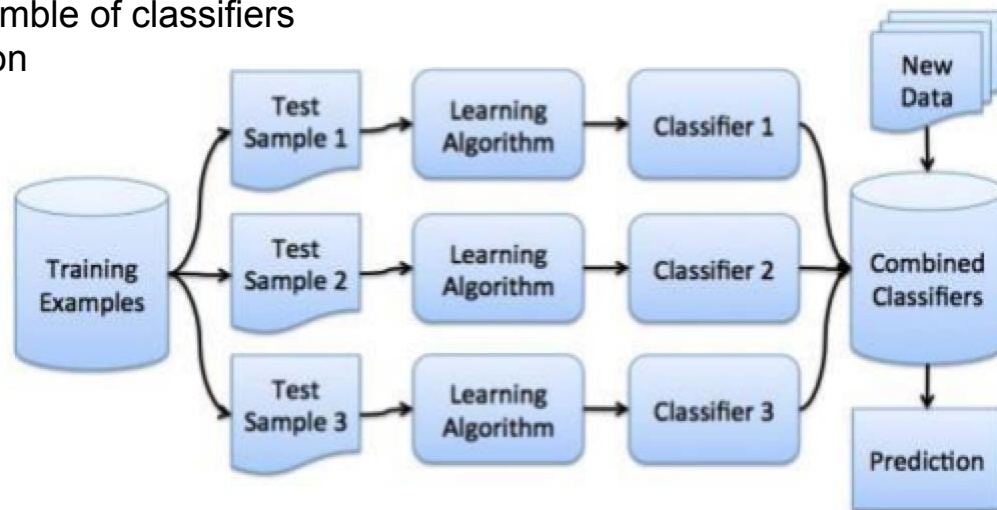 mble of classifiers
on
Test
Sample 1
Learning
Algorithm
Classifier 1
New
Data
Training
Examples
Test
Sample 2
Learning
Algorithm
Classifier 2
Combined
Classifiers
Test
Sample 3
Learning
Algorithm
Classifier 3
Prediction